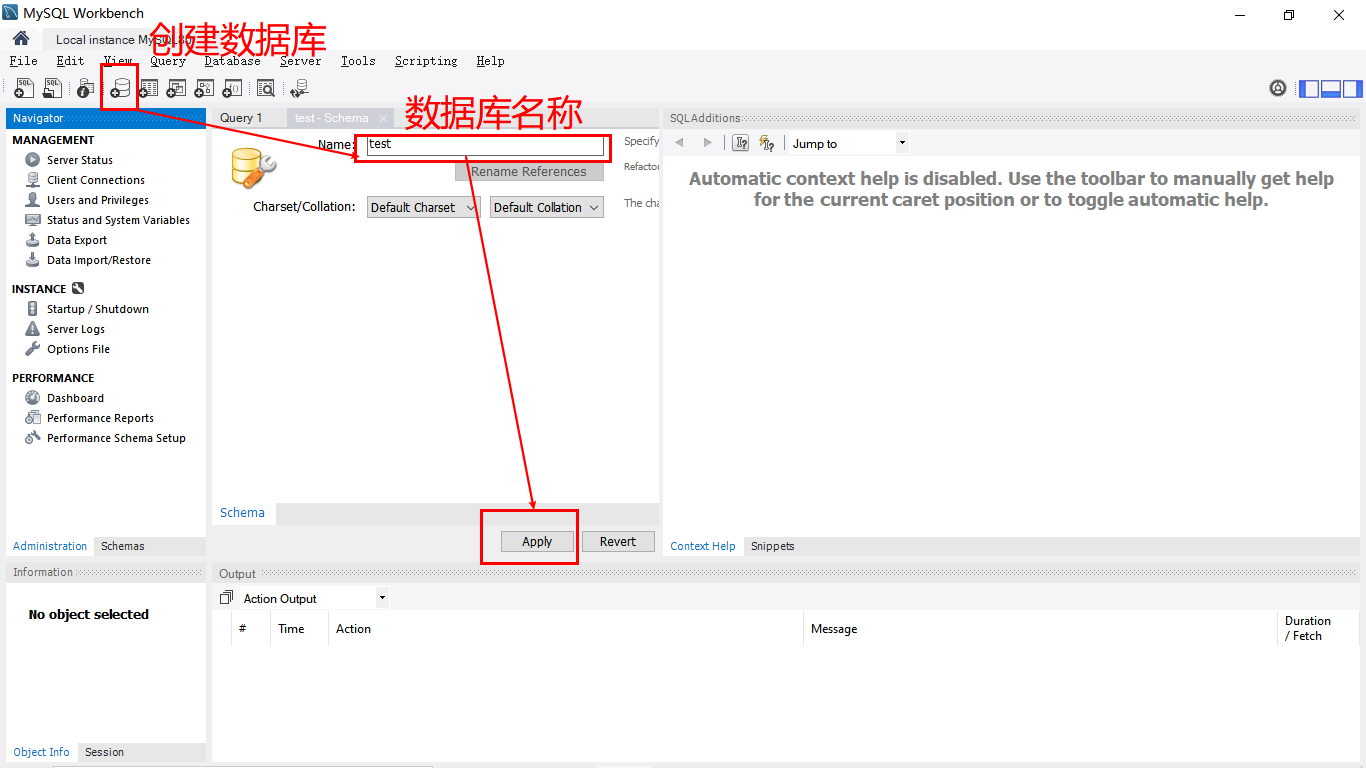 MySQL Workbench
Local instance MySQL80
创建数据库
File Edit View Query Database Server Tools Scripting Help
Navigator
MANAGEMENT
Server Status
Client Connections
Users and Privileges
Status and System Variables
Data Export
Data Import/Restore
INSTANCE
Startup / Shutdown
Server Logs
Options File
PERFORMANCE
Dashboard
Performance Reports
Performance Schema Setup
Administration Schemas
Query 1 test - Schema
数据库名称
Name: test
Specify
Rename References
Refactor
Charset/Collation: Default Charset Default Collation
The cha
Schema
Apply Revert
SQLAdditions
Jump to
Automatic context help is disabled. Use the toolbar to manually get help
for the current caret position or to toggle automatic help.
Context Help Snippets
Information
No object selected
Object Info Session
Output
Action Output
# Time Action Message Duration
/ Fetch